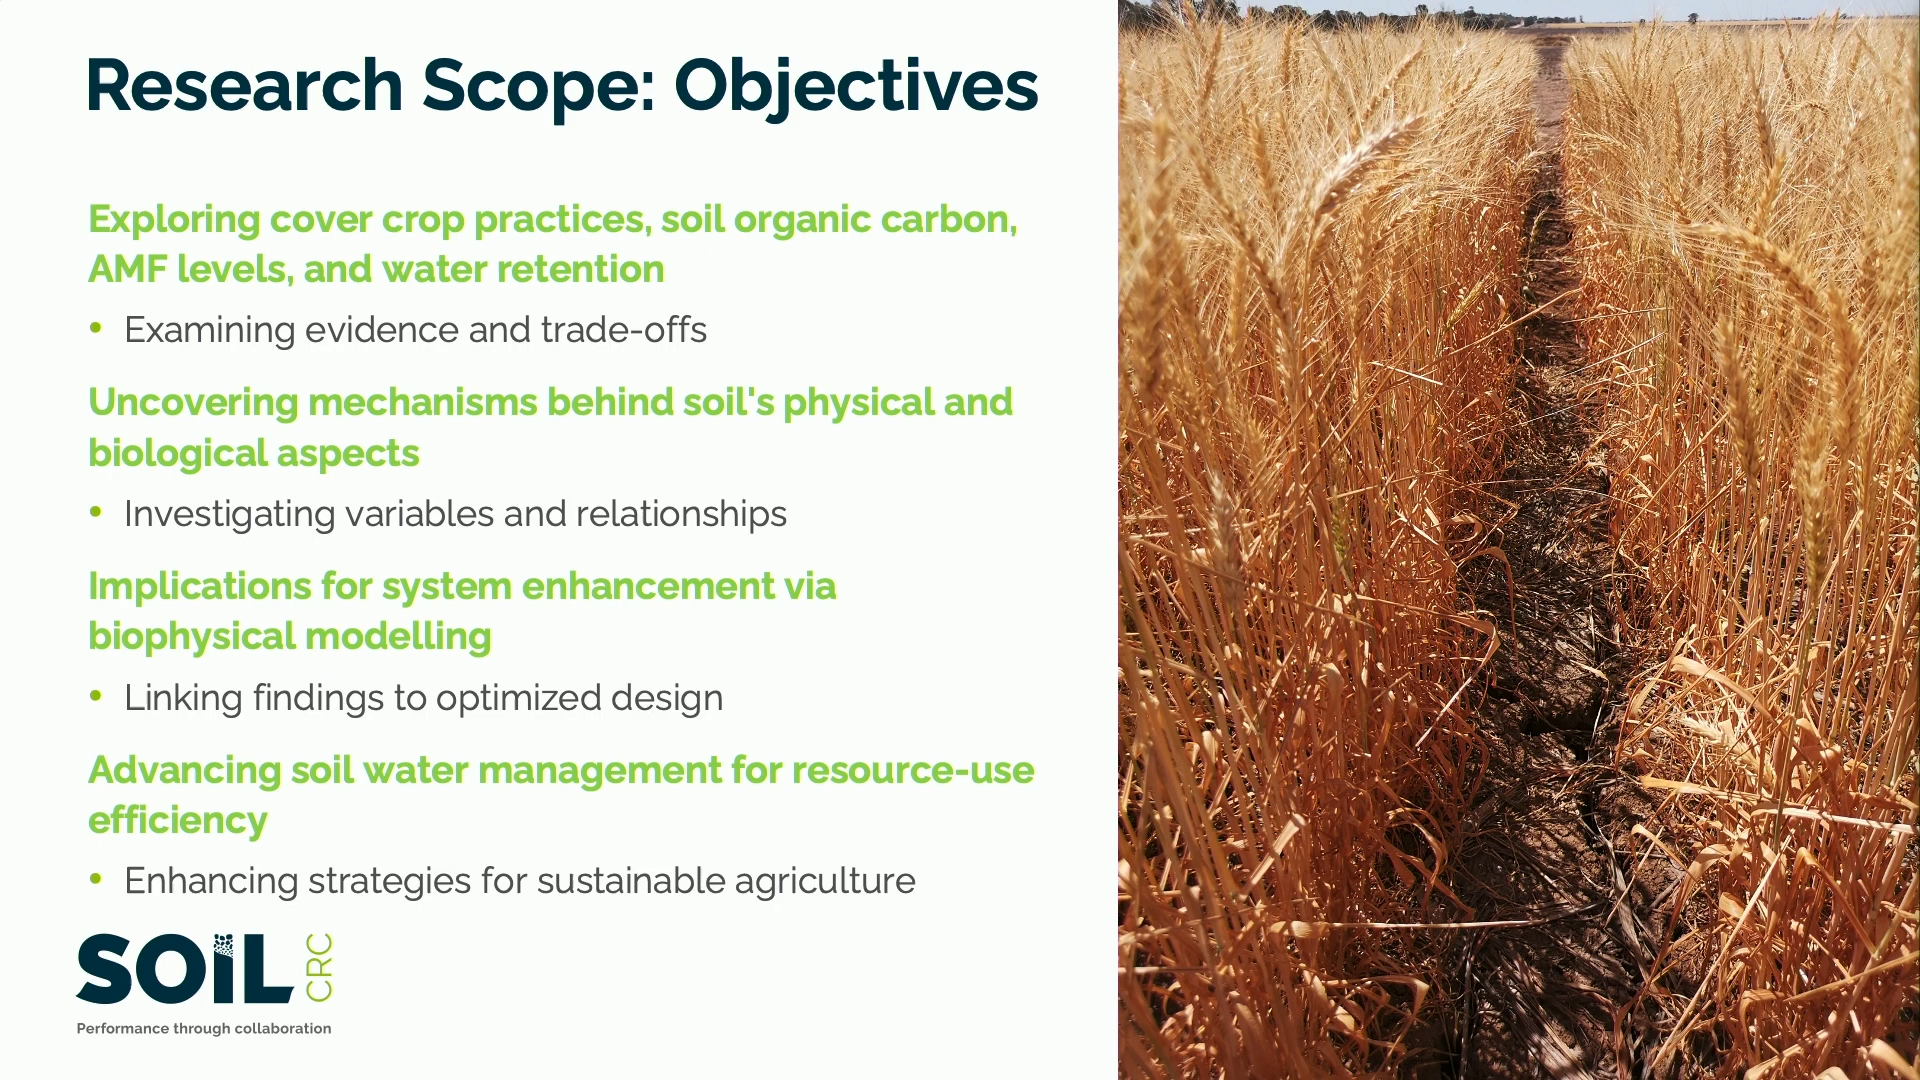 Research Scope: Objectives
Exploring cover crop practices, soil organic carbon,
AMF levels, and water retention
• Examining evidence and trade-offs
Uncovering mechanisms behind soil's physical and
biological aspects
• Investigating variables and relationships
Implications for system enhancement via
biophysical modelling
• Linking findings to optimized design
Advancing soil water management for resource-use
efficiency
• Enhancing strategies for sustainable agriculture
SOiL CRC
Performance through collaboration